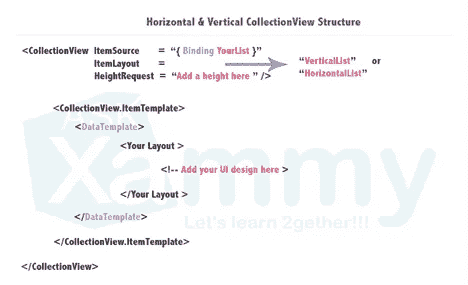 Horizontal & Vertical CollectionView Structure
<CollectionView ItemSource = “{ Binding YourList }”
ItemLayout = “VerticalList” or
“HorizontalList”
HeightRequest = “Add a height here ” />
<CollectionView.ItemTemplate>
<DataTemplate>
<Your Layout >
<!-- Add your UI design here >
</Your Layout >
</DataTemplate>
</CollectionView.ItemTemplate>
</CollectionView>
ASK
Xammy
Let's learn 2gether!!!